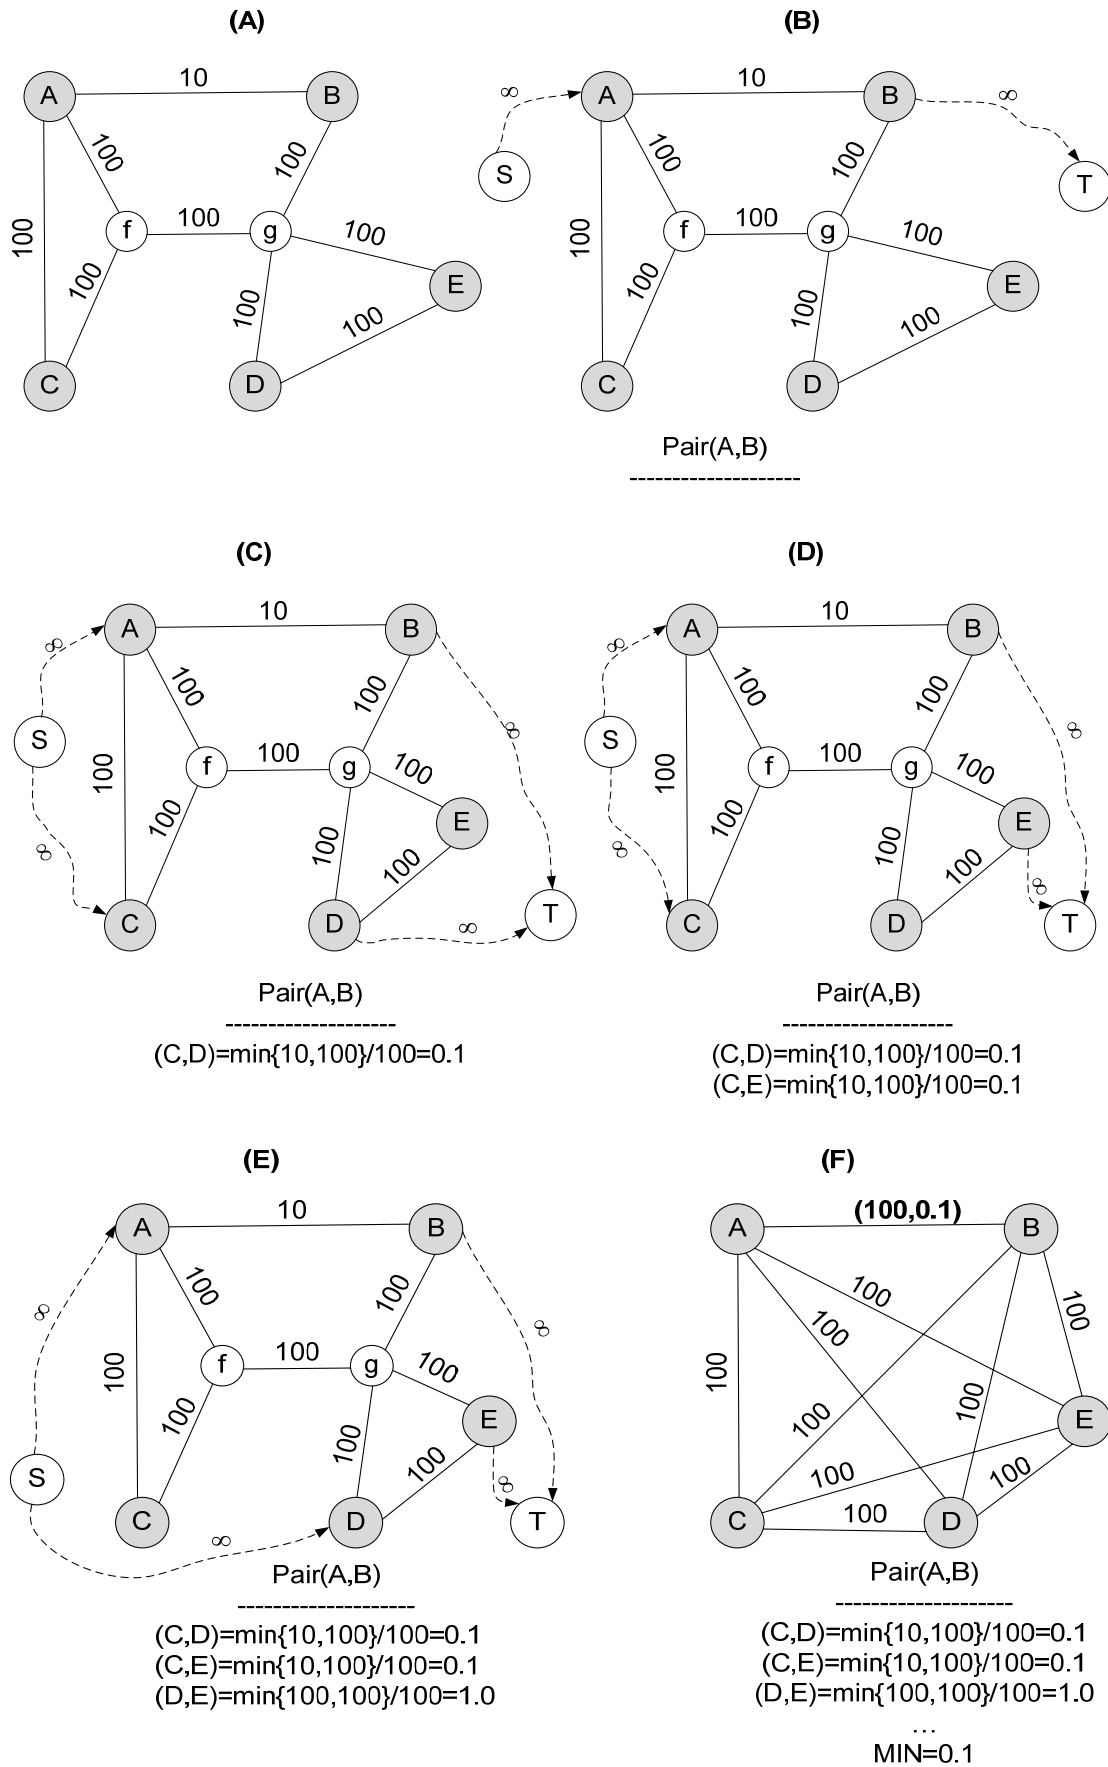 (A)
(B)
A
10
B
100
100
100
f
100
g
100
100
100
100
E
C
D
∞
S
A
10
B
∞
T
100
100
100
f
100
g
100
100
100
100
E
C
D
Pair(A,B)
---------------------
(C)
(D)
A
10
B
∞
S
100
100
100
∞
f
100
g
100
100
E
100
100
∞
C
D
∞
T
Pair(A,B)
---------------------
(C,D)=min{10,100}/100=0.1
A
10
B
∞
S
100
100
100
∞
f
100
g
100
100
E
100
100
∞
∞
C
D
T
Pair(A,B)
---------------------
(C,D)=min{10,100}/100=0.1
(C,E)=min{10,100}/100=0.1
(E)
(F)
A
10
B
∞
100
100
100
∞
f
100
g
100
100
E
100
100
S
∞
C
D
T
∞
Pair(A,B)
---------------------
(C,D)=min{10,100}/100=0.1
(C,E)=min{10,100}/100=0.1
(D,E)=min{100,100}/100=1.0
A
(100,0.1)
B
100
100
100
100
100
100
E
100
100
C
100
D
Pair(A,B)
---------------------
(C,D)=min{10,100}/100=0.1
(C,E)=min{10,100}/100=0.1
(D,E)=min{100,100}/100=1.0
...
MIN=0.1